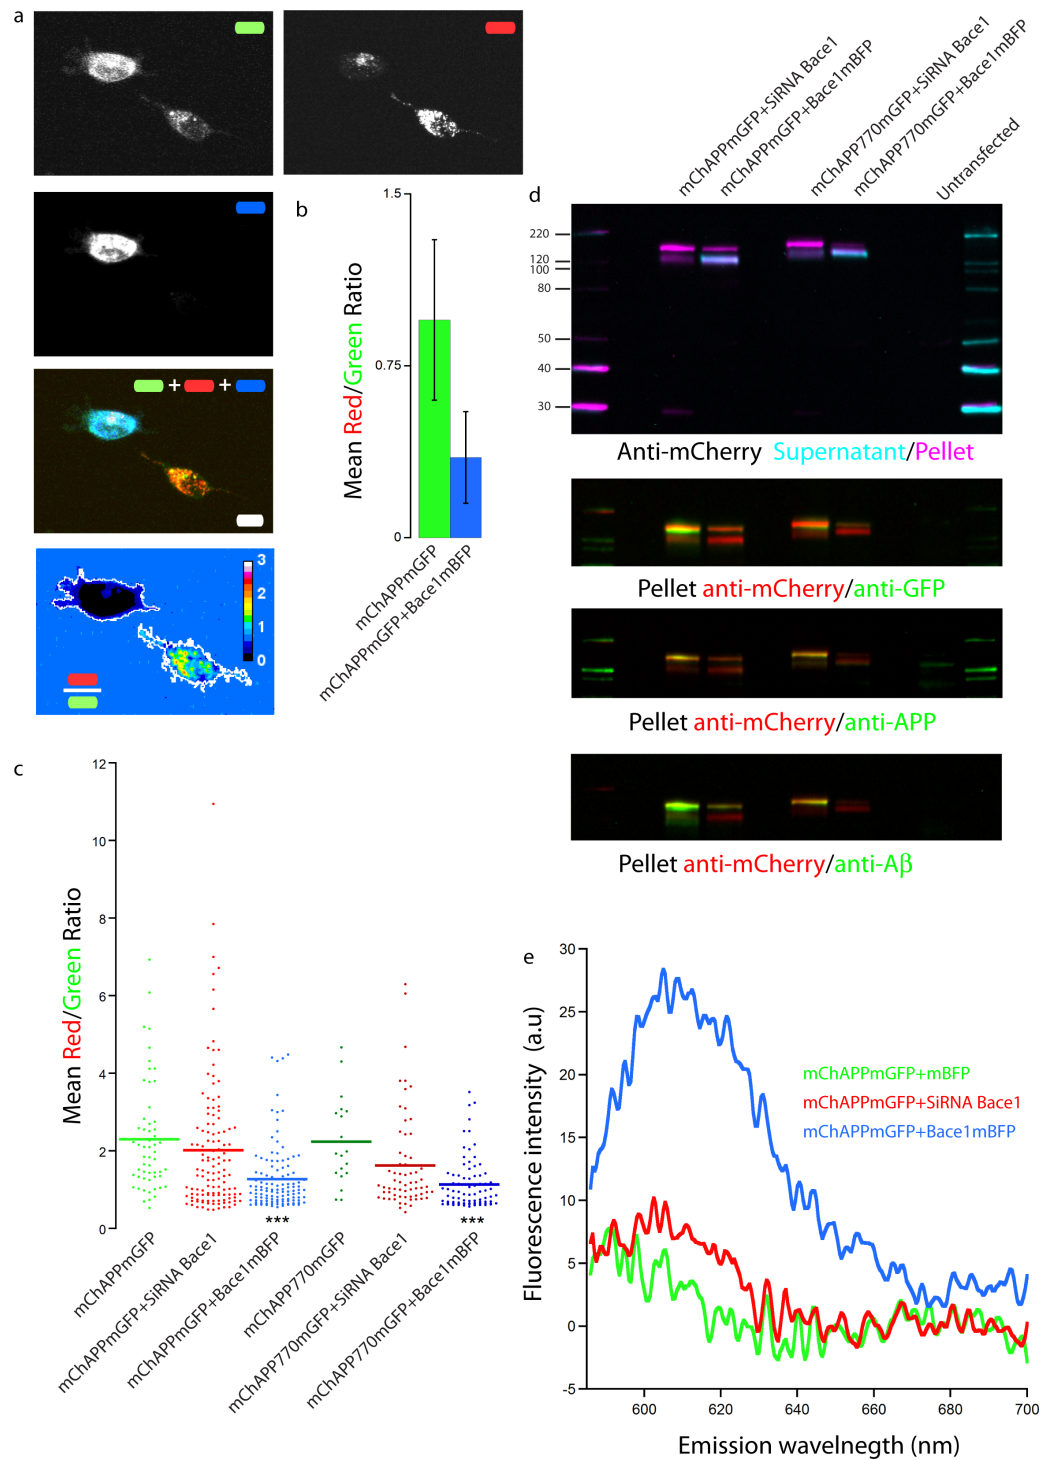 a
+ +
3
2
1
0
b
1.5
0.75
0
Mean Red/Green Ratio
mChAPPmGFP
mChAPPmGFP+Bace1mBFP
c
12
10
8
6
4
2
0
Mean Red/Green Ratio
***
***
mChAPPmGFP
mChAPPmGFP+SiRNA Bace1
mChAPPmGFP+Bace1mBFP
mChAPP770mGFP
mChAPP770mGFP+SiRNA Bace1
mChAPP770mGFP+Bace1mBFP
d
mChAPPmGFP+SiRNA Bace1
mChAPPmGFP+Bace1mBFP
mChAPP770mGFP+SiRNA Bace1
mChAPP770mGFP+Bace1mBFP
Untransfected
220
120
100
80
50
40
30
Anti-mCherry Supernatant/Pellet
Pellet anti-mCherry/anti-GFP
Pellet anti-mCherry/anti-APP
Pellet anti-mCherry/anti-Aβ
e
30
25
20
15
10
5
0
-5
Fluorescence intensity (a.u)
mChAPPmGFP+mBFP
mChAPPmGFP+SiRNA Bace1
mChAPPmGFP+Bace1mBFP
600 620 640 660 680 700
Emission wavelnegth (nm)